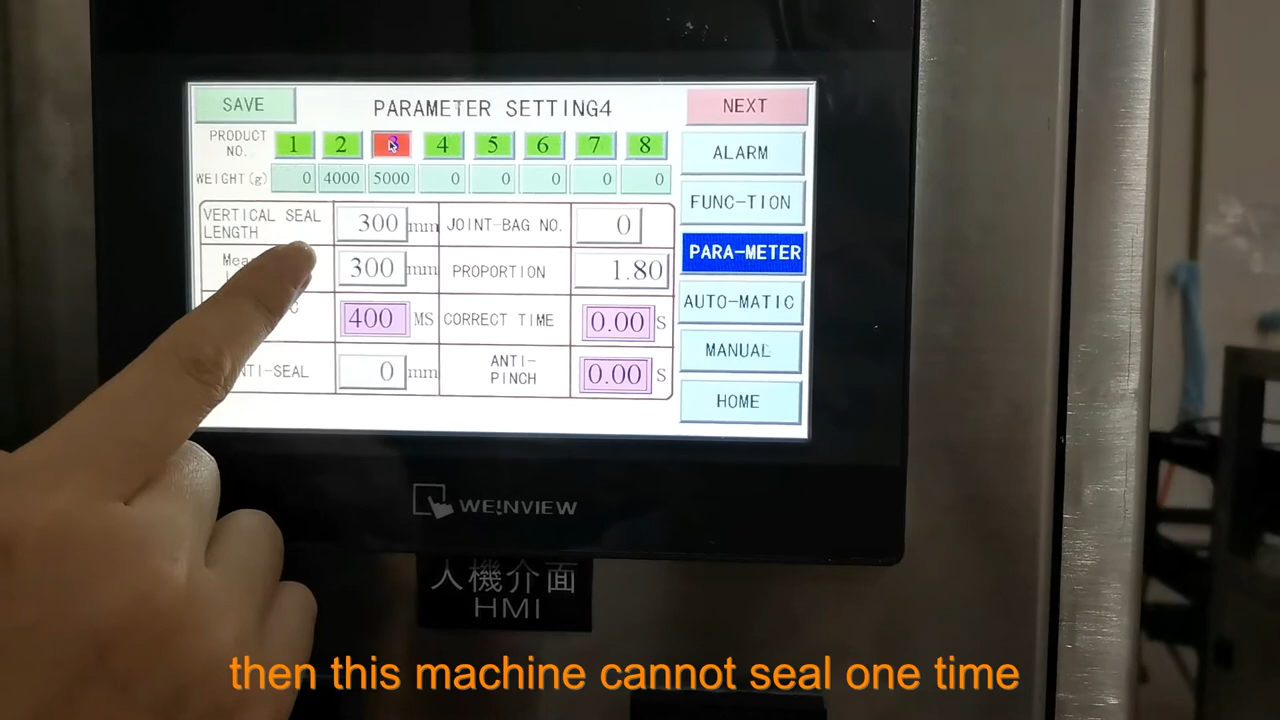 SAVE
PARAMETER SETTING4
NEXT
PRODUCT NO.
1 2 3 4 5 6 7 8
WEIGHT(g)
0 4000 5000 0 0 0 0 0
VERTICAL SEAL LENGTH
300 mm
JOINT-BAG NO.
0
300 mm
PROPORTION
1.80
400 MS
CORRECT TIME
0.00 S
0 mm
ANTI-PINCH
0.00 S
ALARM
FUNC-TION
PARA-METER
AUTO-MATIC
MANUAL
HOME
WEINVIEW
人機介面
HMI
then this machine cannot seal one time